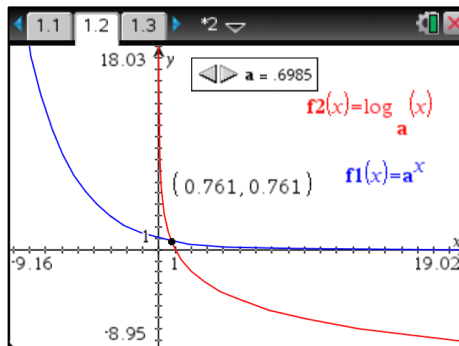 1.1 1.2 1.3 *2
18.03 y
a = .6985
f2(x)=log a (x)
(0.761,0.761) f1(x)=a^x
1 x
-9.16 1 19.02
-8.95